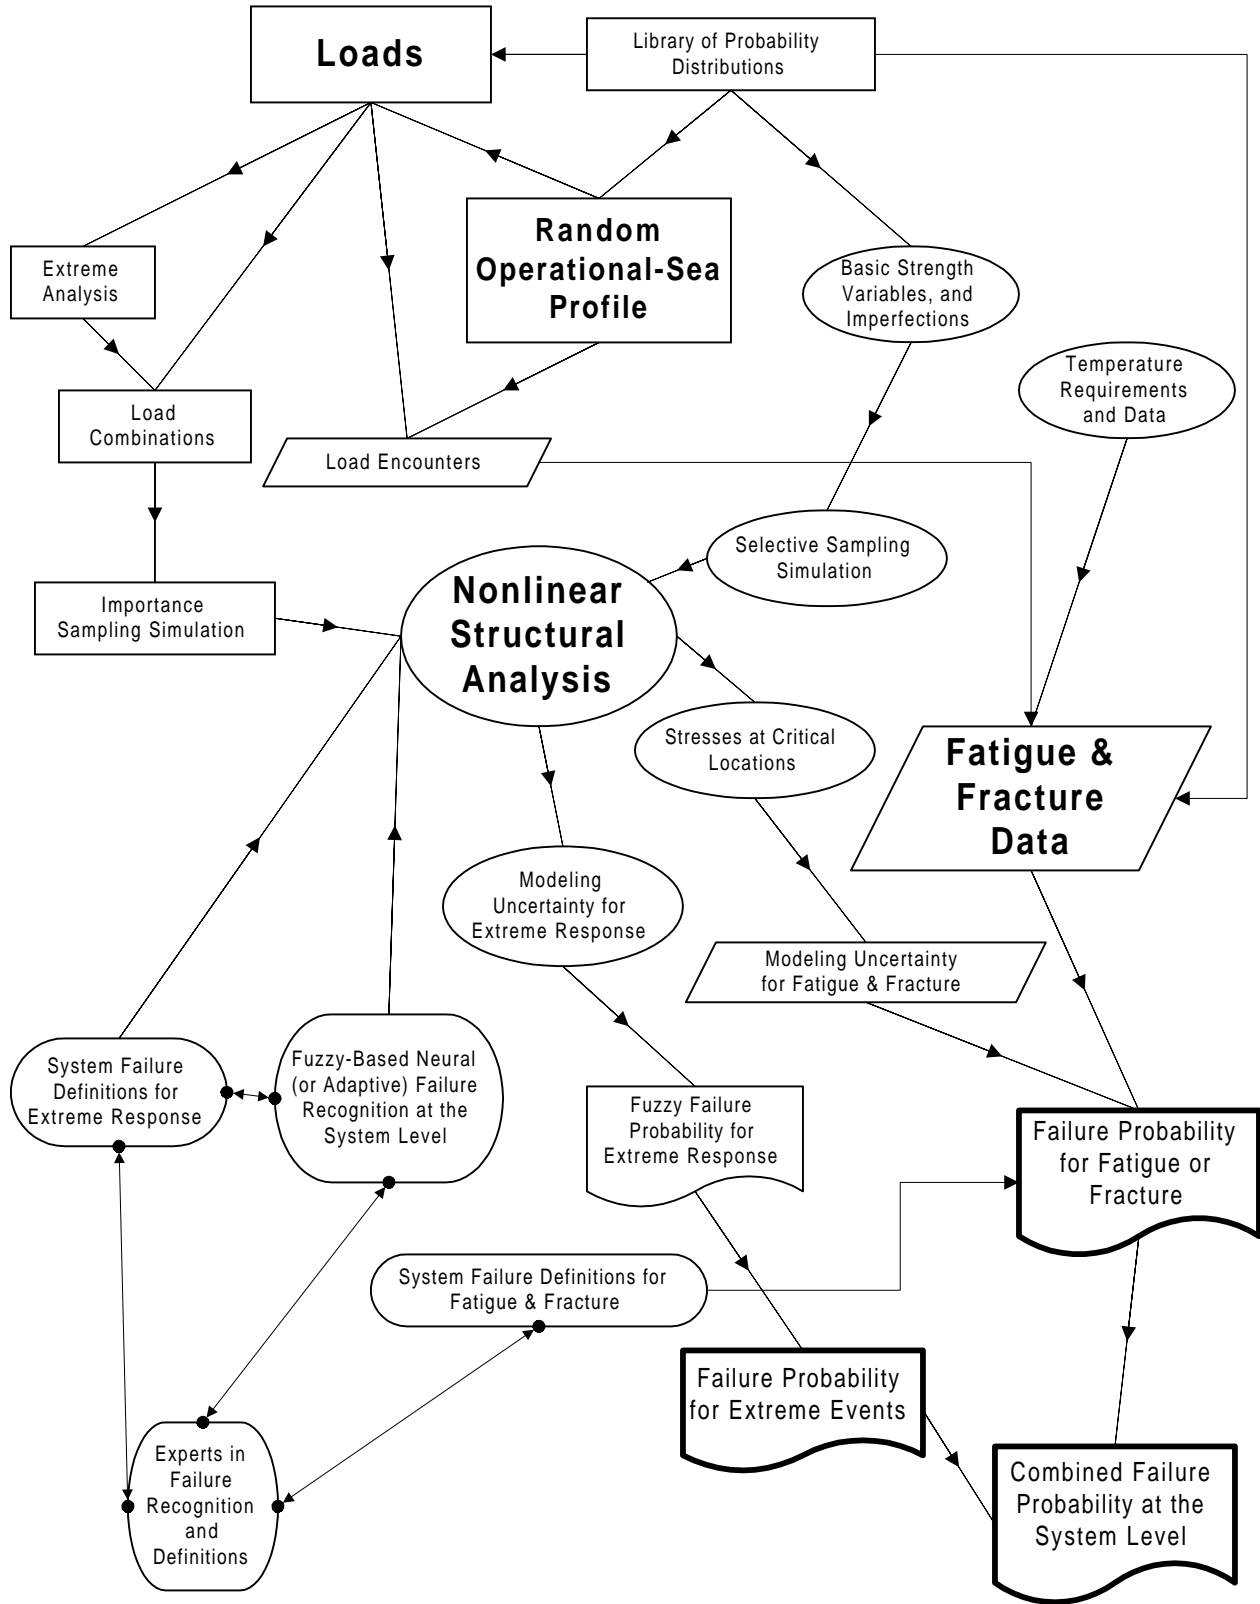 Loads
Library of Probability
Distributions
Random
Operational-Sea
Profile
Extreme
Analysis
Basic Strength
Variables, and
Imperfections
Temperature
Requirements
and Data
Load
Combinations
Load Encounters
Selective Sampling
Simulation
Importance
Sampling Simulation
Nonlinear
Structural
Analysis
Stresses at Critical
Locations
Fatigue &
Fracture
Data
Modeling
Uncertainty for
Extreme Response
Modeling Uncertainty
for Fatigue & Fracture
System Failure
Definitions for
Extreme Response
Fuzzy-Based Neural
(or Adaptive) Failure
Recognition at the
System Level
Fuzzy Failure
Probability for
Extreme Response
Failure Probability
for Fatigue or
Fracture
System Failure Definitions for
Fatigue & Fracture
Failure Probability
for Extreme Events
Experts in
Failure
Recognition
and
Definitions
Combined Failure
Probability at the
System Level